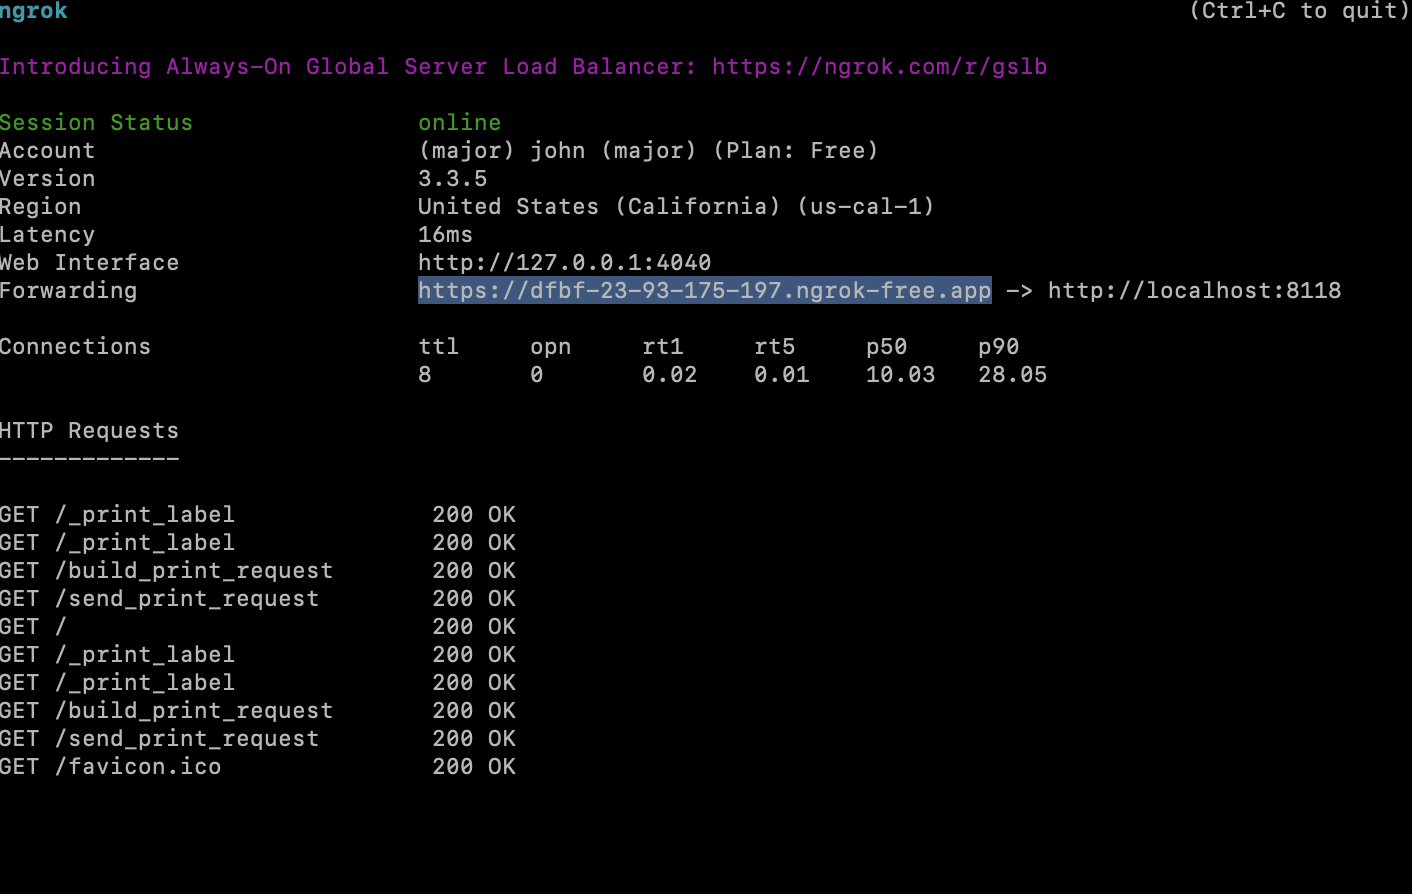 ngrok (Ctrl+C to quit)
Introducing Always-On Global Server Load Balancer: https://ngrok.com/r/gslb
Session Status online
Account (major) john (major) (Plan: Free)
Version 3.3.5
Region United States (California) (us-cal-1)
Latency 16ms
Web Interface http://127.0.0.1:4040
Forwarding https://dfbf-23-93-175-197.ngrok-free.app -> http://localhost:8118
Connections ttl opn rt1 rt5 p50 p90
8 0 0.02 0.01 10.03 28.05
HTTP Requests
-------------
GET /_print_label 200 OK
GET /_print_label 200 OK
GET /build_print_request 200 OK
GET /send_print_request 200 OK
GET / 200 OK
GET /_print_label 200 OK
GET /_print_label 200 OK
GET /build_print_request 200 OK
GET /send_print_request 200 OK
GET /favicon.ico 200 OK